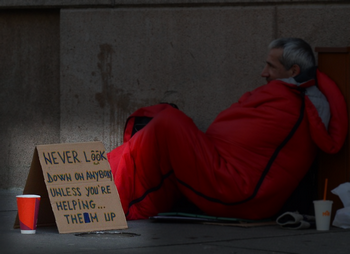 NEVER LOOK
DOWN ON ANYBODY
UNLESS YOU'RE
HELPING...
THEM UP